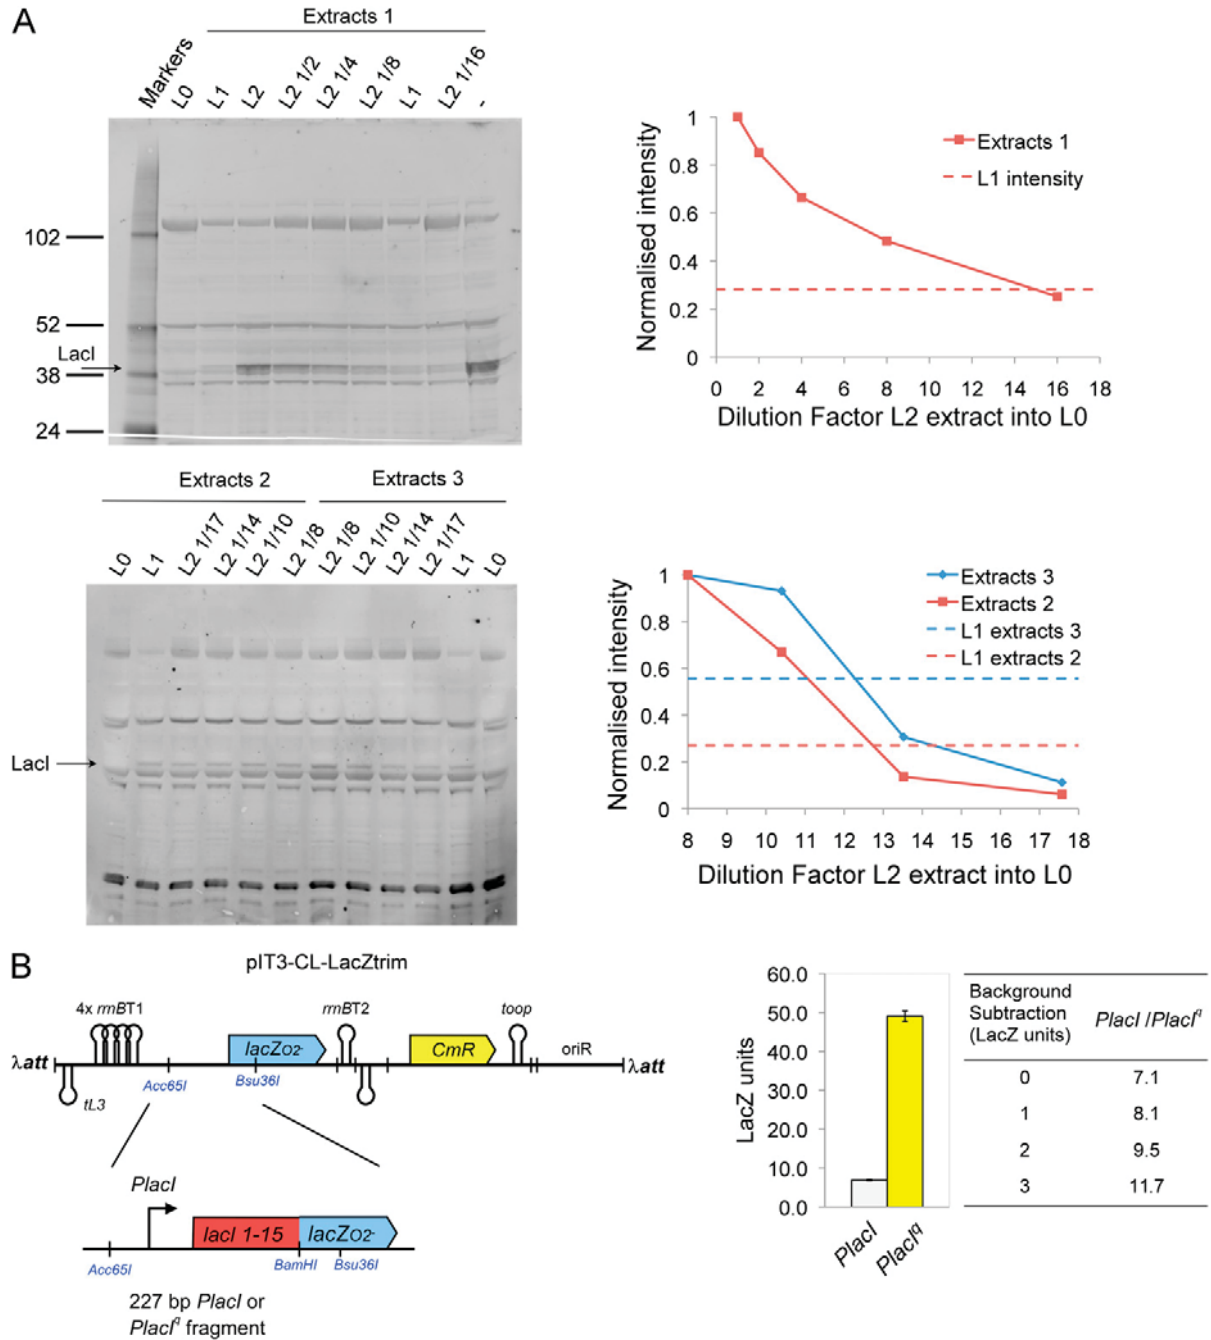 A
Extracts 1
Markers
L0
L1
L2
L2 1/2
L2 1/4
L2 1/8
L1
L2 1/16
-
102
52
LacI
38
24
Normalised intensity
1
0.8
0.6
0.4
0.2
0
0 2 4 6 8 10 12 14 16 18
Dilution Factor L2 extract into L0
Extracts 1
L1 intensity
Extracts 2
Extracts 3
L0
L1
L2 1/17
L2 1/14
L2 1/10
L2 1/8
L2 1/8
L2 1/10
L2 1/14
L2 1/17
L1
L0
LacI
Normalised intensity
1
0.8
0.6
0.4
0.2
0
8 9 10 11 12 13 14 15 16 17 18
Dilution Factor L2 extract into L0
Extracts 3
Extracts 2
L1 extracts 3
L1 extracts 2
B
pIT3-CL-LacZtrim
4x rrnBT1
rrnBT2
toop
λatt
lacZO2-
CmR
oriR
λatt
tL3
Acc65I
Bsu36I
PlacI
lacI 1-15
lacZO2-
Acc65I
BamHI
Bsu36I
227 bp PlacI or
PlacIq fragment
LacZ units
60.0
50.0
40.0
30.0
20.0
10.0
0.0
PlacI
PlacIq
Background
Subtraction
(LacZ units)
PlacI /PlacIq
0 7.1
1 8.1
2 9.5
3 11.7